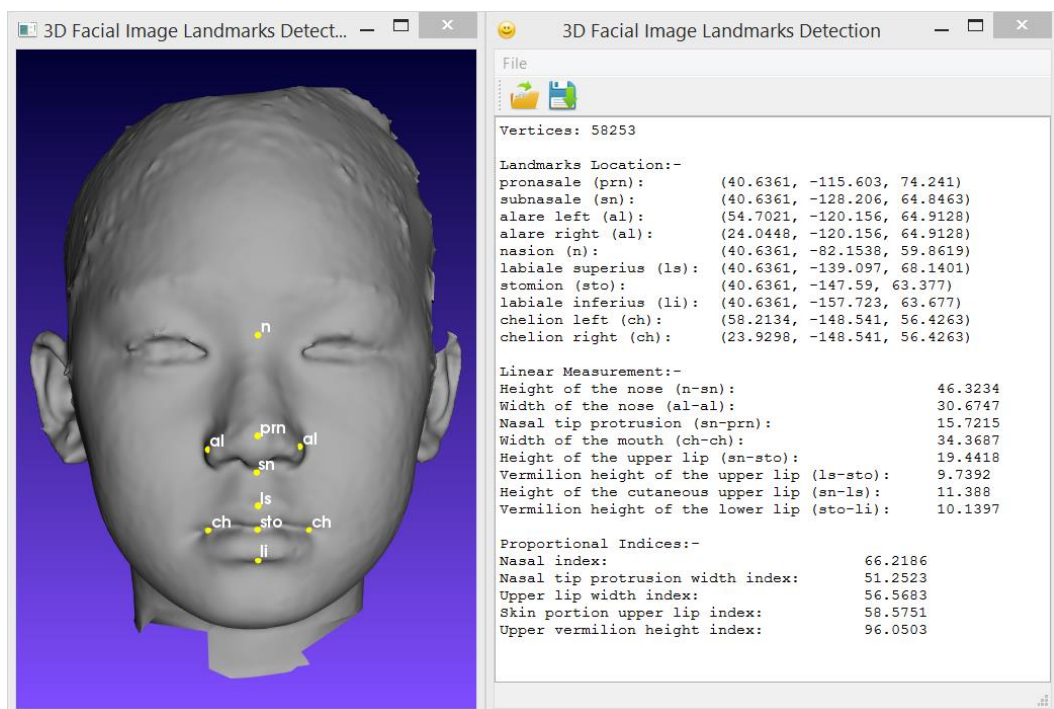 3D Facial Image Landmarks Detect...
n
prn
al
al
sn
ls
ch
sto
ch
li
3D Facial Image Landmarks Detection
File
Vertices: 58253
Landmarks Location:-
pronasale (prn): (40.6361, -115.603, 74.241)
subnasale (sn): (40.6361, -128.206, 64.8463)
alare left (al): (54.7021, -120.156, 64.9128)
alare right (al): (24.0448, -120.156, 64.9128)
nasion (n): (40.6361, -82.1538, 59.8619)
labiale superius (ls): (40.6361, -139.097, 68.1401)
stomion (sto): (40.6361, -147.59, 63.377)
labiale inferius (li): (40.6361, -157.723, 63.677)
chelion left (ch): (58.2134, -148.541, 56.4263)
chelion right (ch): (23.9298, -148.541, 56.4263)
Linear Measurement:-
Height of the nose (n-sn): 46.3234
Width of the nose (al-al): 30.6747
Nasal tip protrusion (sn-prn): 15.7215
Width of the mouth (ch-ch): 34.3687
Height of the upper lip (sn-sto): 19.4418
Vermilion height of the upper lip (ls-sto): 9.7392
Height of the cutaneous upper lip (sn-ls): 11.388
Vermilion height of the lower lip (sto-li): 10.1397
Proportional Indices:-
Nasal index: 66.2186
Nasal tip protrusion width index: 51.2523
Upper lip width index: 56.5683
Skin portion upper lip index: 58.5751
Upper vermilion height index: 96.0503